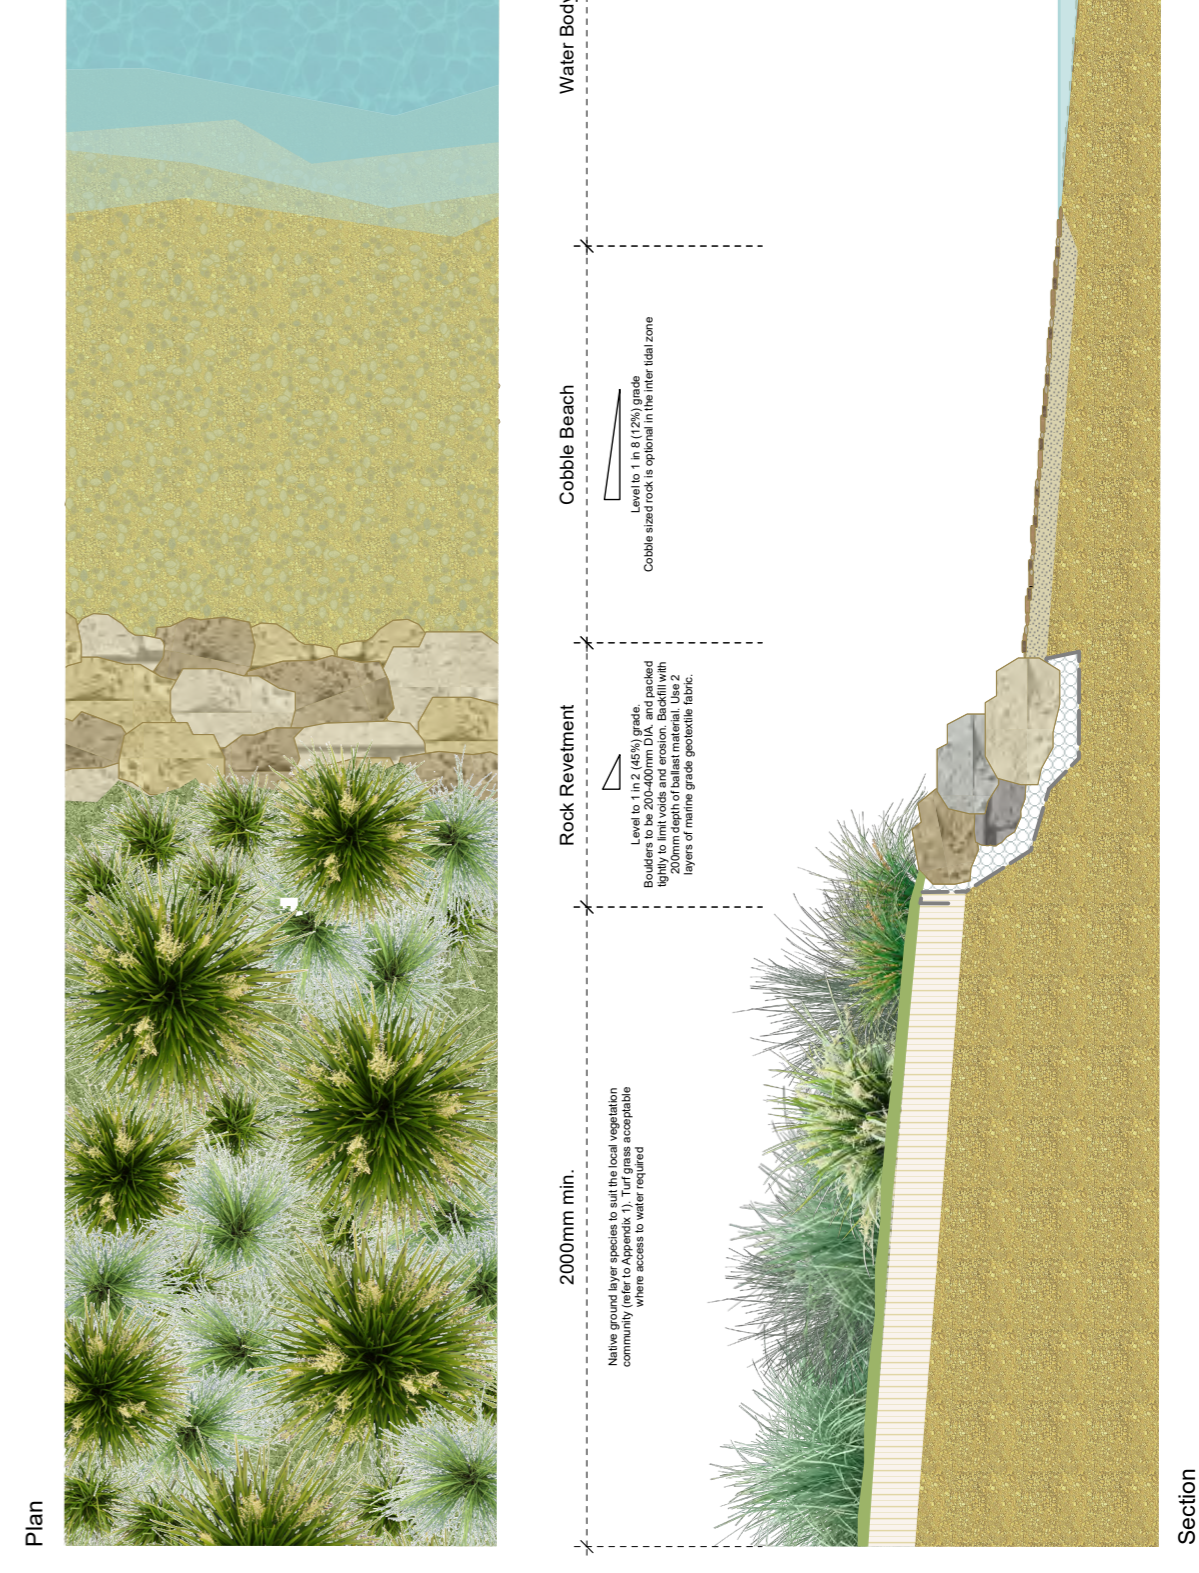 Plan
2000mm min.
Rock Revetment
Cobble Beach
Water Body
Native ground layer species to suit the local vegetation
community (refer to Appendix 1). Turf grass acceptable
where access to water required
Level to 1 in 2 (45%) grade.
Boulders to be 200-400mm DIA. and packed
tightly to limit voids and erosion. Backfill with
200mm depth of ballast material. Use 2
layers of marine grade geotextile fabric.
Level to 1 in 8 (12%) grade
Cobble sized rock is optional in the inter tidal zone
Section